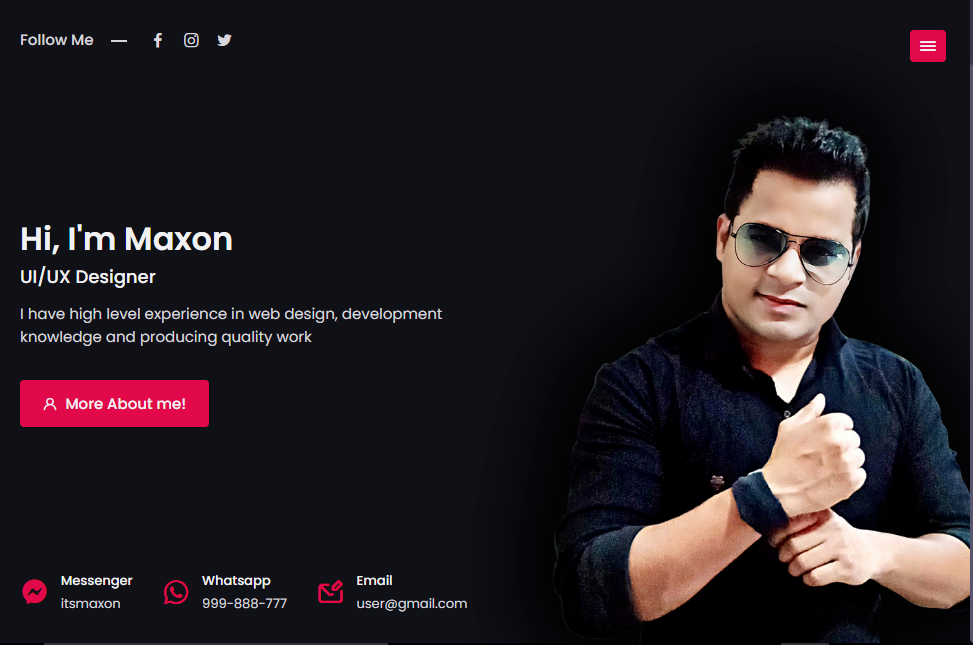 Follow Me
Hi, I'm Maxon
UI/UX Designer
I have high level experience in web design, development
knowledge and producing quality work
More About me!
Messenger
itsmaxon
Whatsapp
999-888-777
Email
user@gmail.com